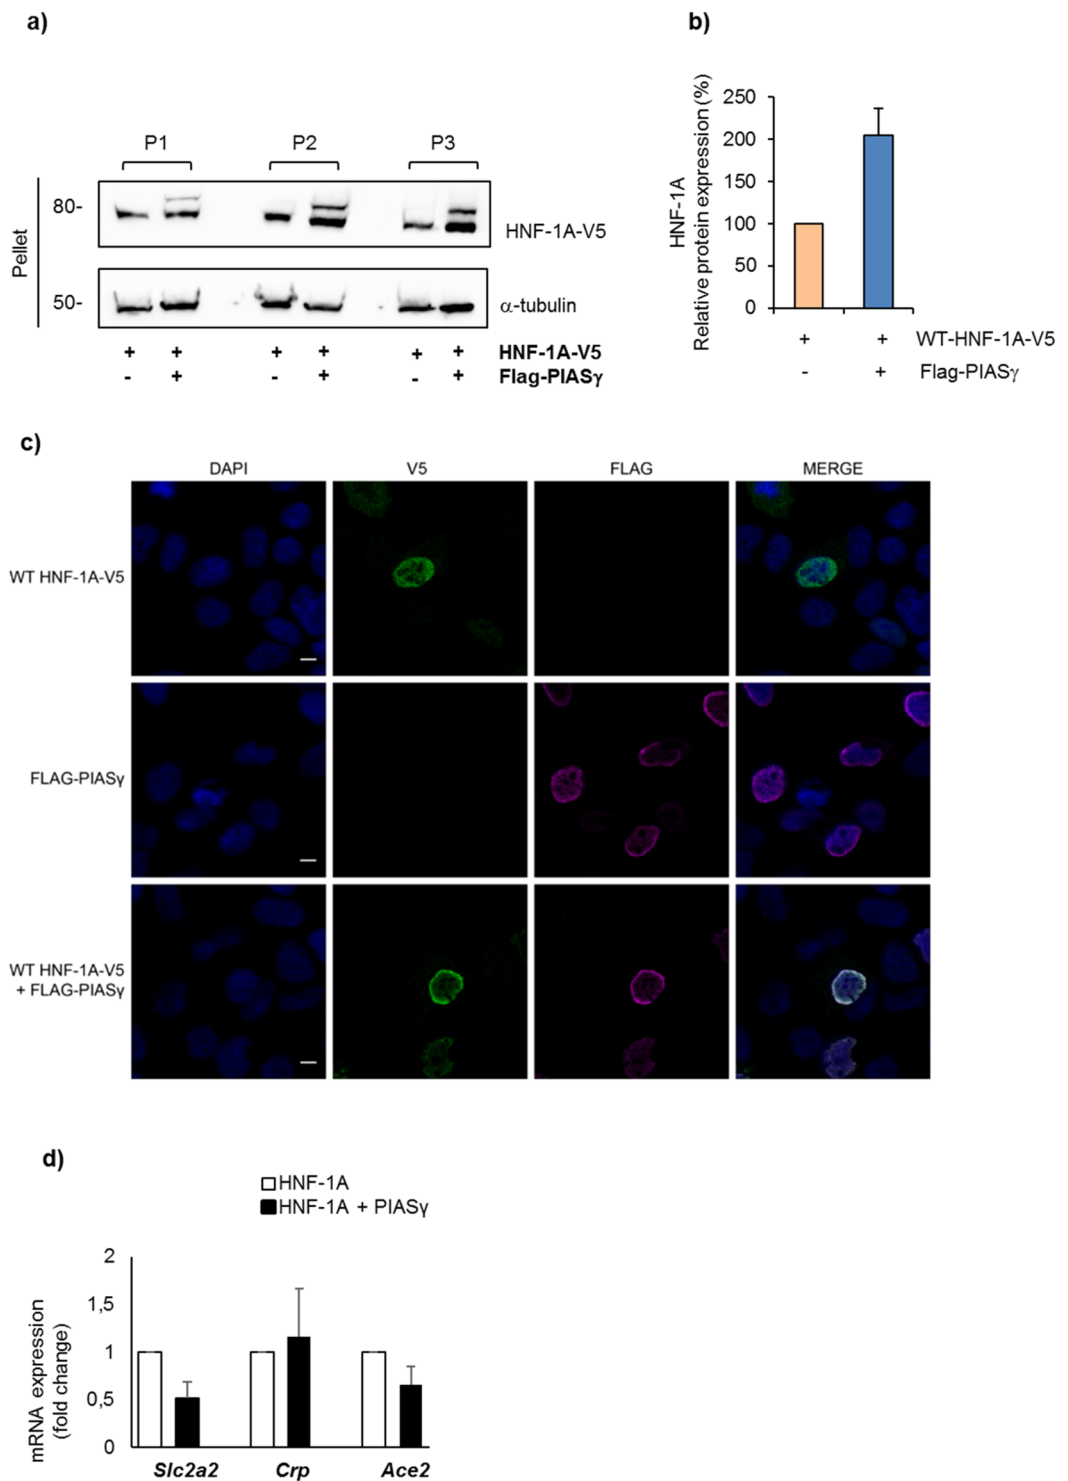 a)
P1 P2 P3
80-
HNF-1A-V5
Pellet
50-
α-tubulin
+ + + + + + HNF-1A-V5
- + - + - + Flag-PIASγ
b)
HNF-1A
Relative protein expression (%)
250
200
150
100
50
0
+ + WT-HNF-1A-V5
- + Flag-PIASγ
c)
DAPI V5 FLAG MERGE
WT HNF-1A-V5
FLAG-PIASγ
WT HNF-1A-V5
+ FLAG-PIASγ
d)
HNF-1A
HNF-1A + PIASγ
mRNA expression
(fold change)
2
1,5
1
0,5
0
Slc2a2 Crp Ace2